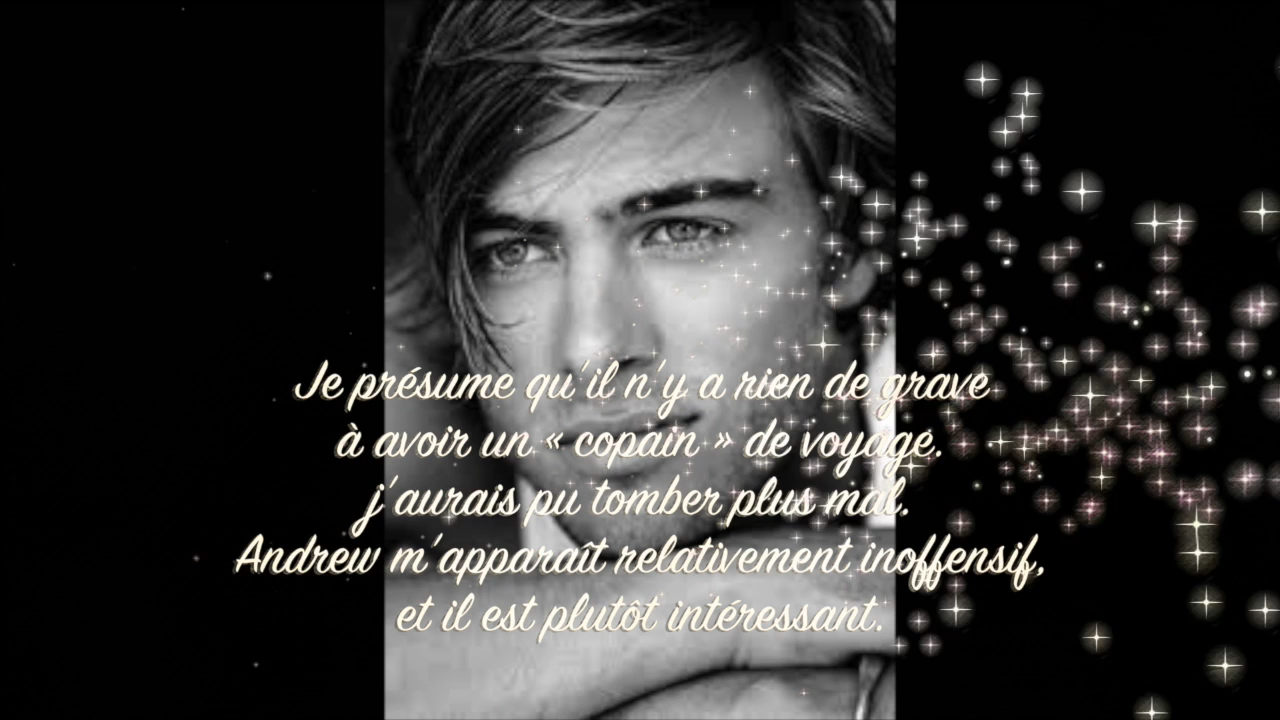 Je présume qu'il n'y a rien de grave
à avoir un « copain » de voyage.
j'aurais pu tomber plus mal.
Andrew m'apparaît relativement inoffensif,
et il est plutôt intéressant.